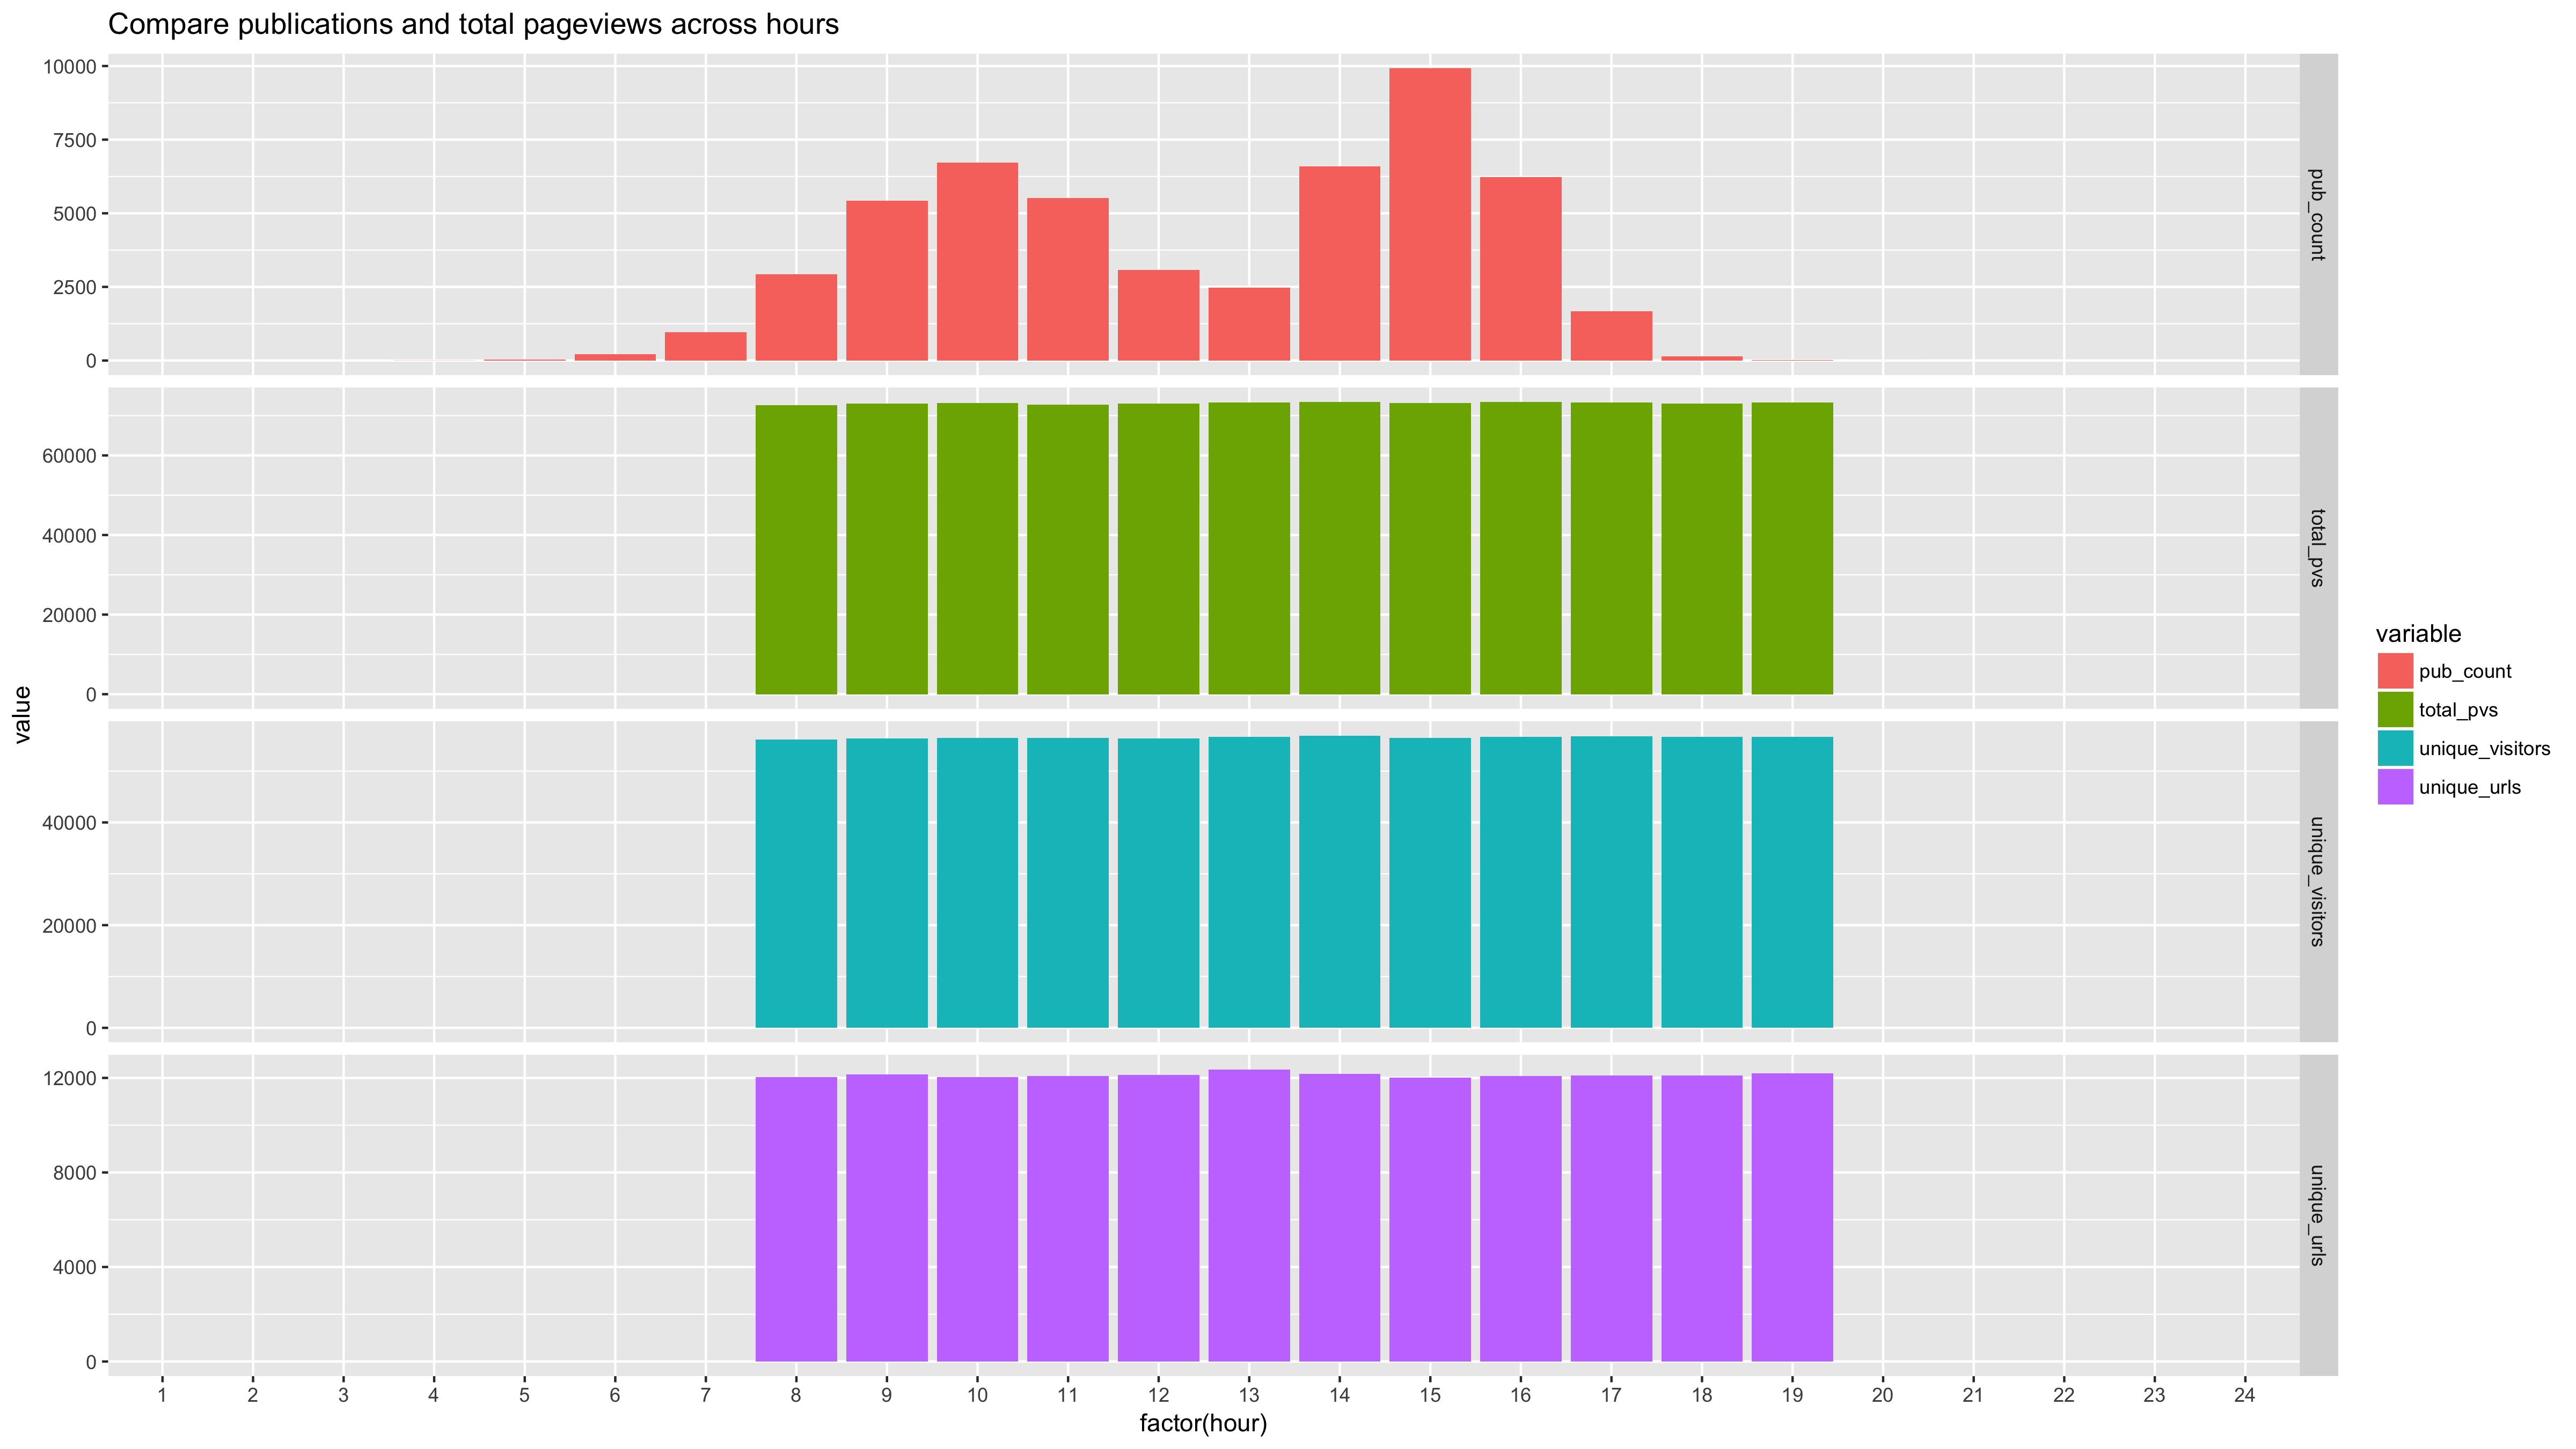 Compare publications and total pageviews across hours
10000
7500
5000
2500
0
pub_count
60000
40000
20000
0
total_pvs
40000
20000
0
unique_visitors
12000
8000
4000
0
unique_urls
value
1 2 3 4 5 6 7 8 9 10 11 12 13 14 15 16 17 18 19 20 21 22 23 24
factor(hour)
variable
pub_count
total_pvs
unique_visitors
unique_urls